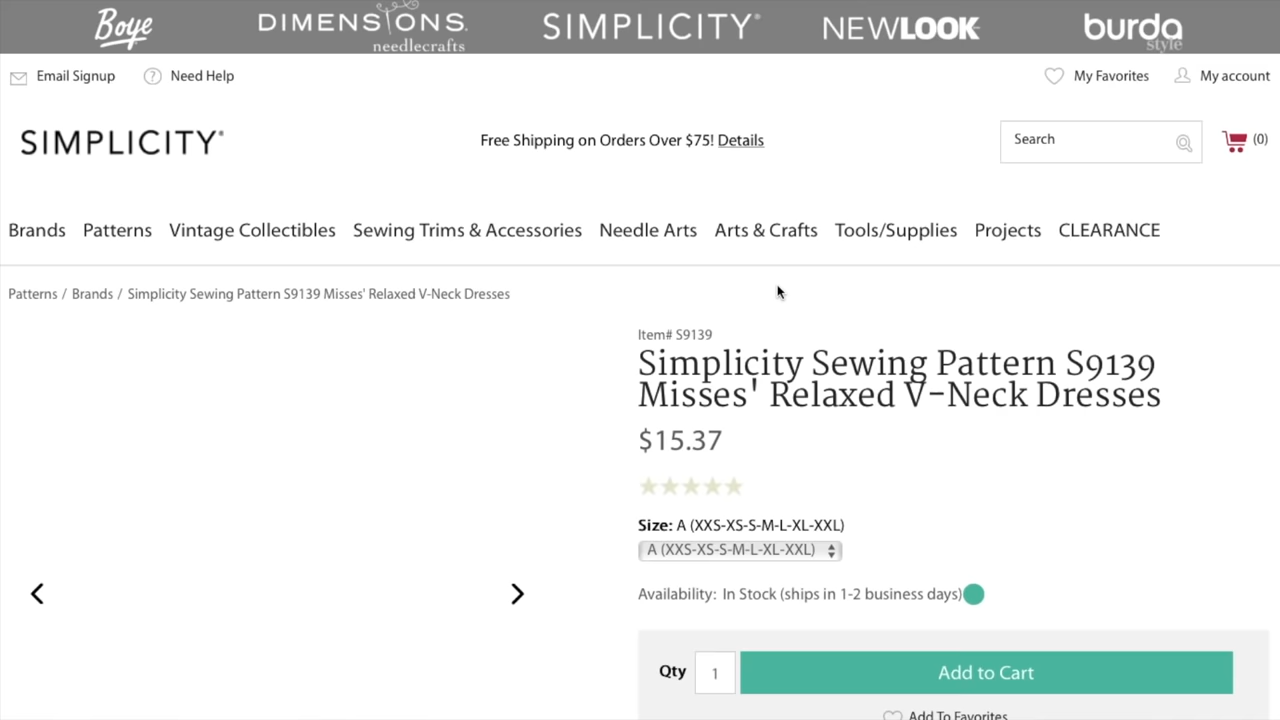 Boye
DIMENSIONS®
needlecrafts
SIMPLICITY®
NEWLOOK
burda
style
Email Signup
? Need Help
My Favorites
My account
SIMPLICITY®
Free Shipping on Orders Over $75! Details
Search
(0)
Brands Patterns Vintage Collectibles Sewing Trims & Accessories Needle Arts Arts & Crafts Tools/Supplies Projects CLEARANCE
Patterns / Brands / Simplicity Sewing Pattern S9139 Misses' Relaxed V-Neck Dresses
Item# S9139
Simplicity Sewing Pattern S9139
Misses' Relaxed V-Neck Dresses
$15.37
Size: A (XXS-XS-S-M-L-XL-XXL)
A (XXS-XS-S-M-L-XL-XXL)
Availability: In Stock (ships in 1-2 business days)
Qty 1 Add to Cart
Add To Favorites